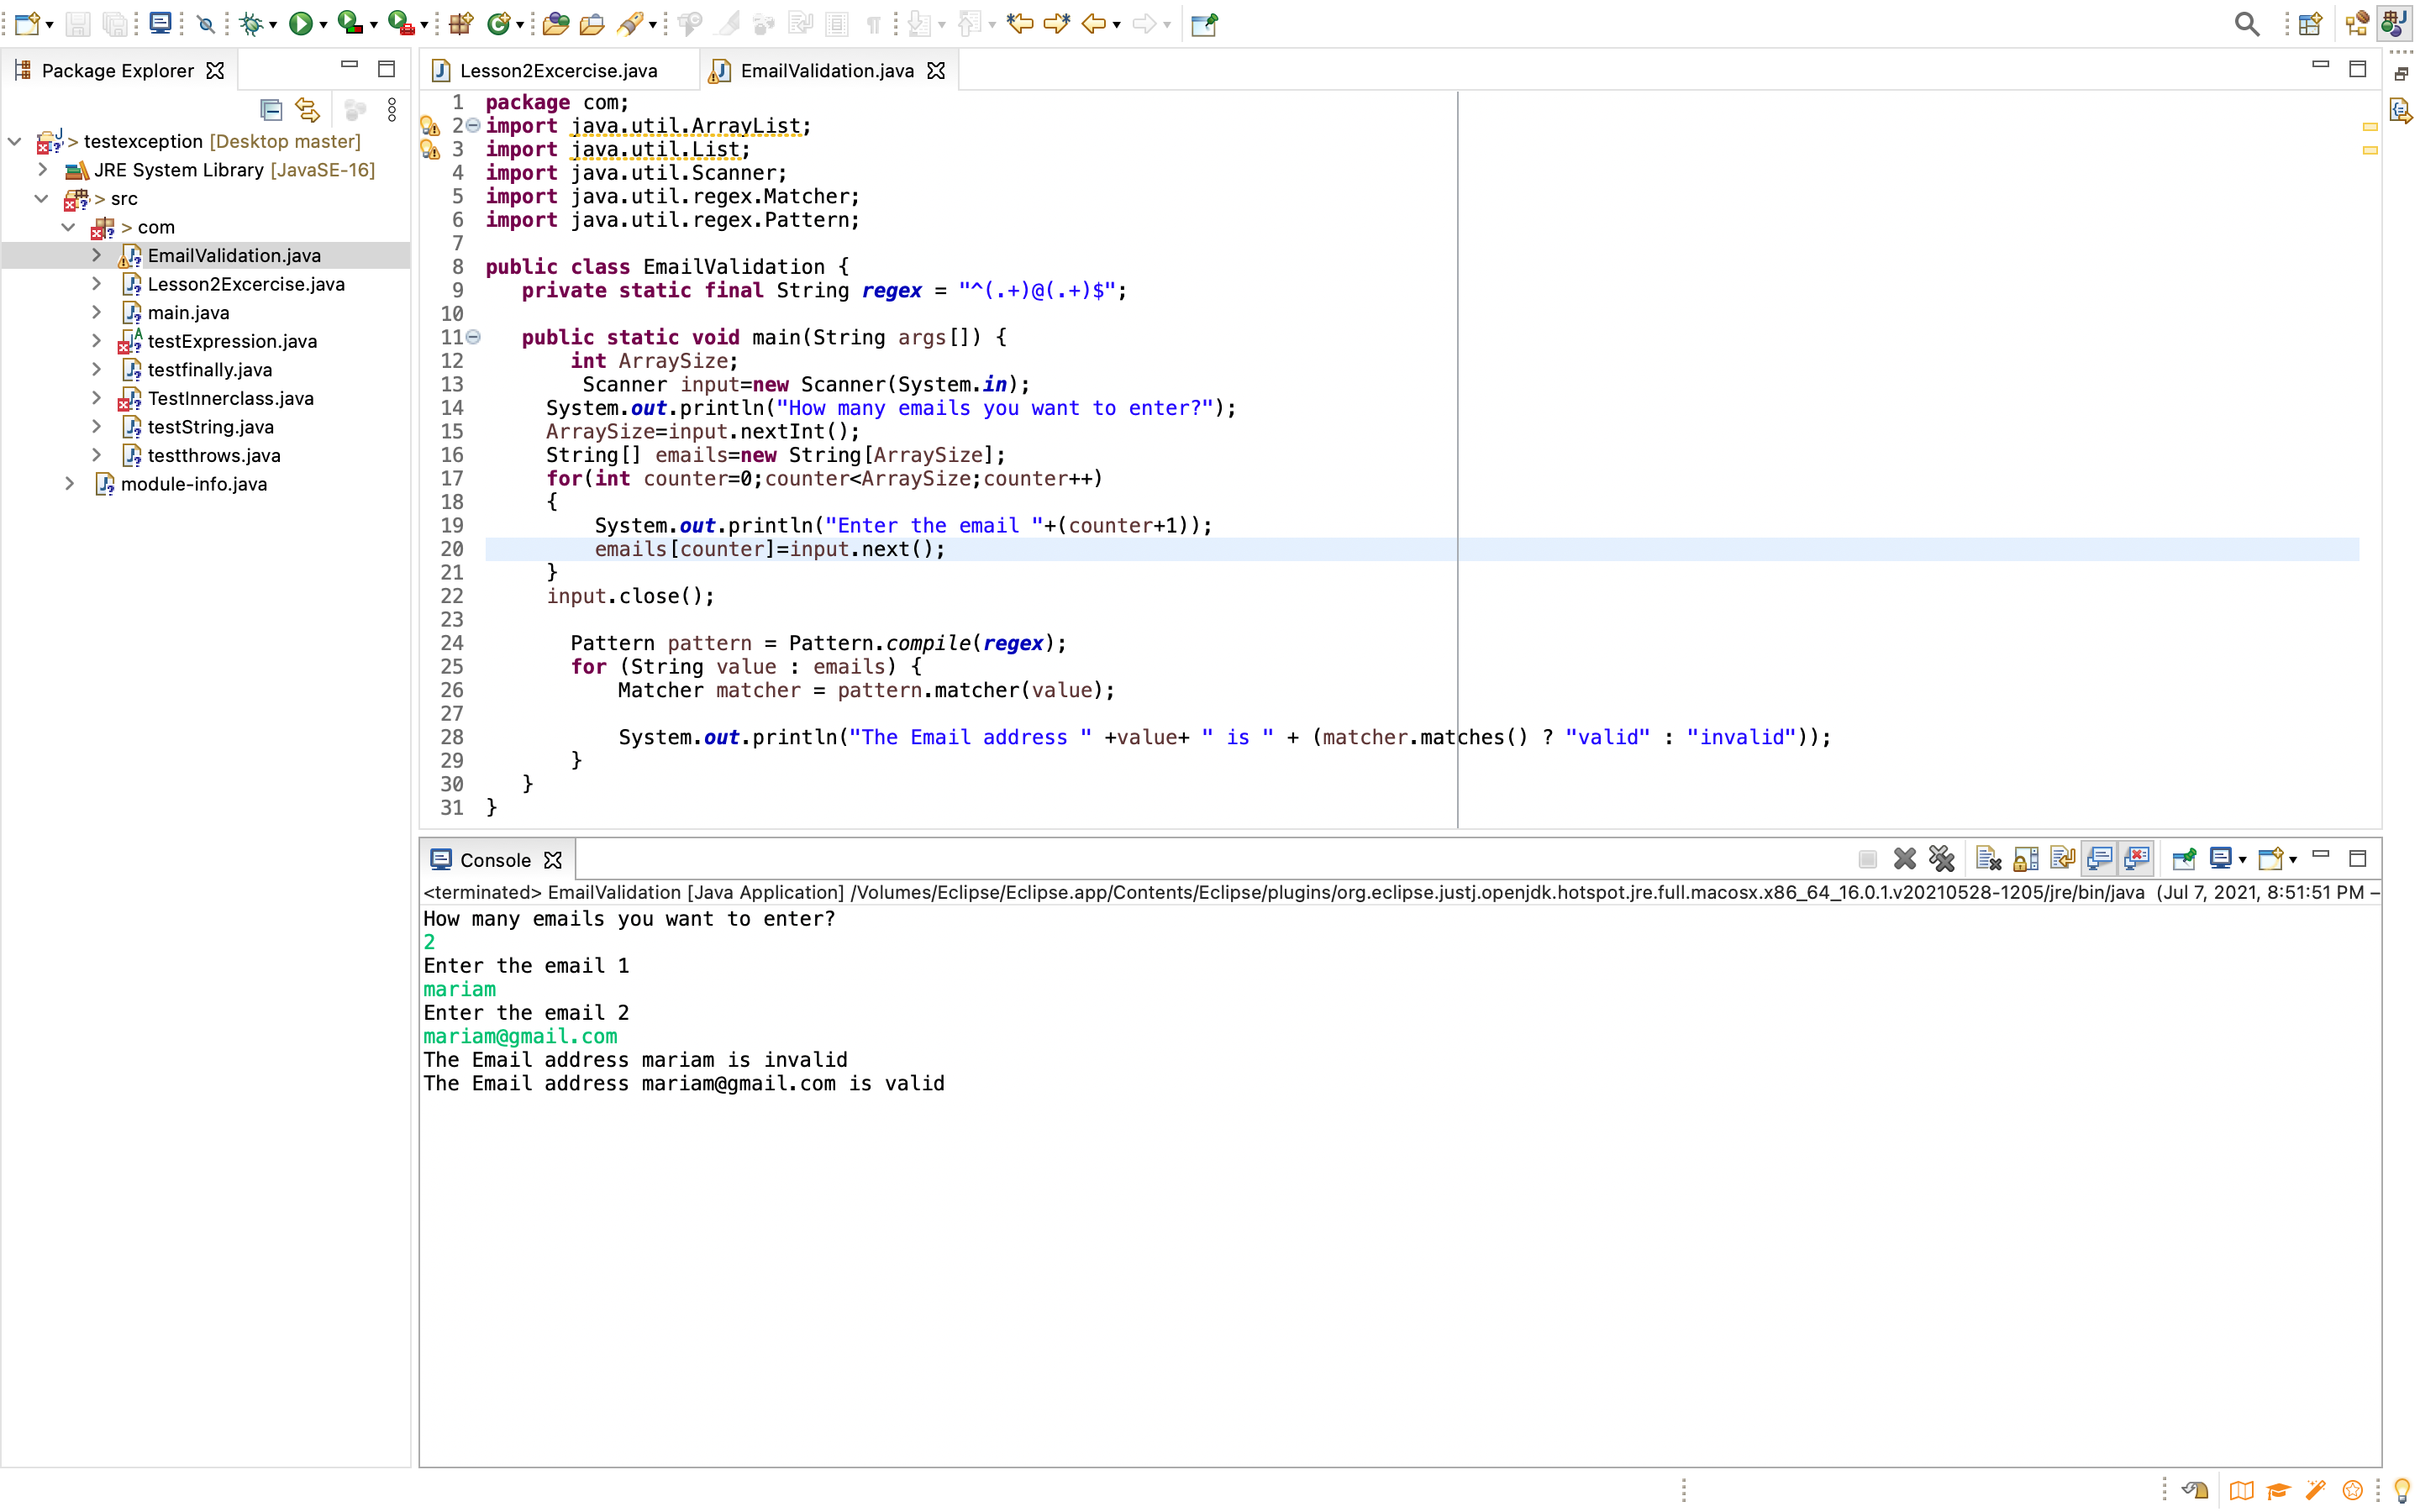 Package Explorer
> testexception [Desktop master]
JRE System Library [JavaSE-16]
> src
> com
EmailValidation.java
Lesson2Excercise.java
main.java
testExpression.java
testfinally.java
TestInnerclass.java
testString.java
testthrows.java
module-info.java
Lesson2Excercise.java
EmailValidation.java
1 package com;
2 import java.util.ArrayList;
3 import java.util.List;
4 import java.util.Scanner;
5 import java.util.regex.Matcher;
6 import java.util.regex.Pattern;
7
8 public class EmailValidation {
9 private static final String regex = "^(.+)@(.+)$";
10
11 public static void main(String args[]) {
12 int ArraySize;
13 Scanner input=new Scanner(System.in);
14 System.out.println("How many emails you want to enter?");
15 ArraySize=input.nextInt();
16 String[] emails=new String[ArraySize];
17 for(int counter=0;counter<ArraySize;counter++)
18 {
19 System.out.println("Enter the email "+(counter+1));
20 emails[counter]=input.next();
21 }
22 input.close();
23
24 Pattern pattern = Pattern.compile(regex);
25 for (String value : emails) {
26 Matcher matcher = pattern.matcher(value);
27
28 System.out.println("The Email address " +value+ " is " + (matcher.matches() ? "valid" : "invalid"));
29 }
30 }
31 }
Console
<terminated> EmailValidation [Java Application] /Volumes/Eclipse/Eclipse.app/Contents/Eclipse/plugins/org.eclipse.justj.openjdk.hotspot.jre.full.macosx.x86_64_16.0.1.v20210528-1205/jre/bin/java (Jul 7, 2021, 8:51:51 PM –
How many emails you want to enter?
2
Enter the email 1
mariam
Enter the email 2
mariam@gmail.com
The Email address mariam is invalid
The Email address mariam@gmail.com is valid